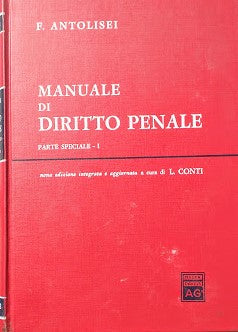 F. ANTOLISEI
MANUALE
DI
DIRITTO PENALE
PARTE SPECIALE - I
nona edizione integrata e aggiornata a cura di L. CONTI
AG